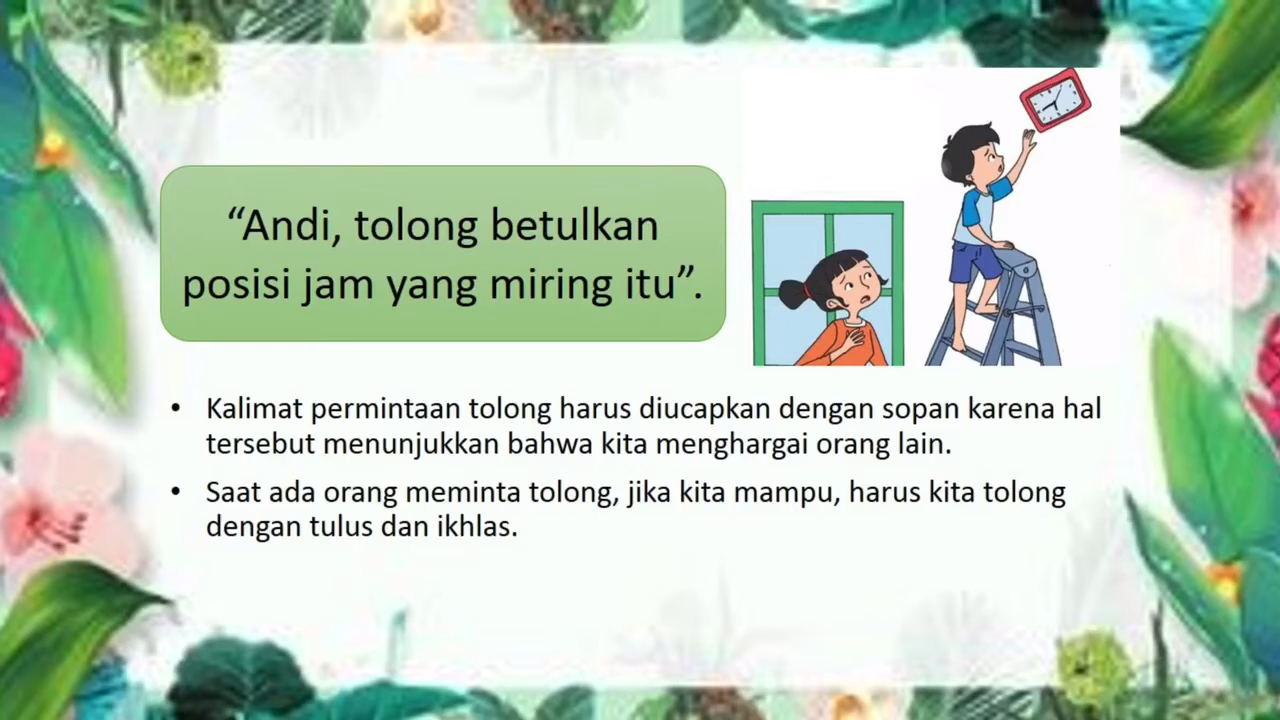 “Andi, tolong betulkan
posisi jam yang miring itu”.
• Kalimat permintaan tolong harus diucapkan dengan sopan karena hal
tersebut menunjukkan bahwa kita menghargai orang lain.
• Saat ada orang meminta tolong, jika kita mampu, harus kita tolong
dengan tulus dan ikhlas.